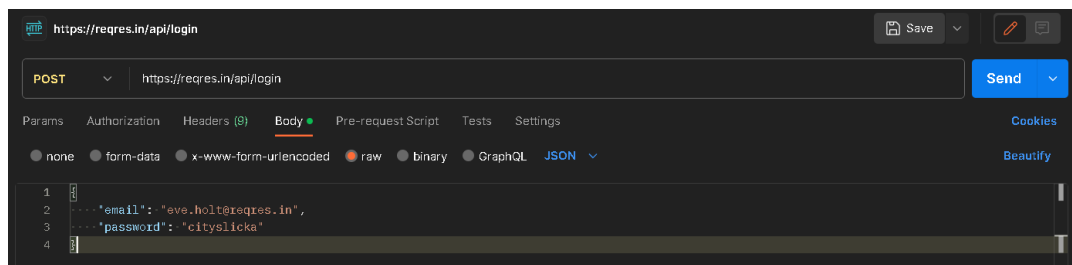 HTTP https://reqres.in/api/login Save
POST https://reqres.in/api/login Send
Params Authorization Headers (9) Body Pre-request Script Tests Settings Cookies
none form-data x-www-form-urlencoded raw binary GraphQL JSON Beautify
1 {
2 "email": "eve.holt@reqres.in",
3 "password": "cityslicka"
4 }